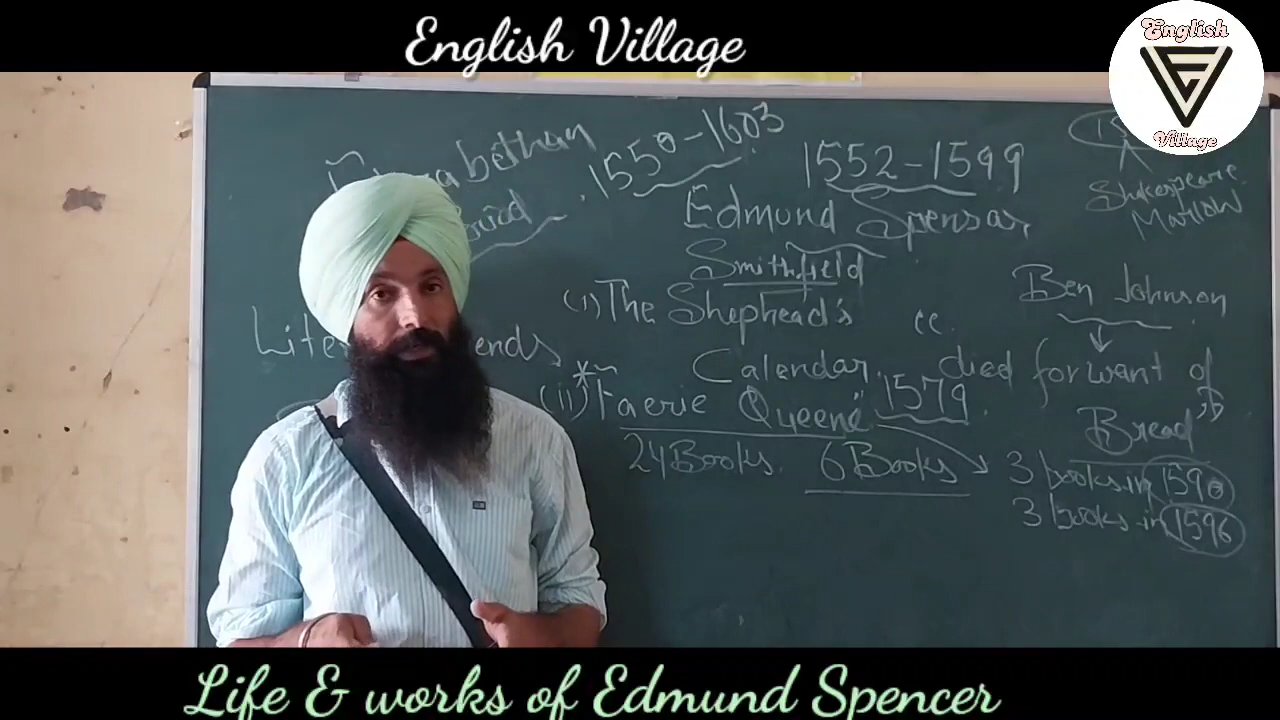 English Village
English
Village
1550-1603
1552-1599
Edmund Spensar
Smithfield
Shakespeare
Marlow
(i) The Shephead's
Calendar 1579
Ben Johnson
died for want of
Bread"
(ii) Faerie Queene
24 Books 6 Books
3 books in 1590
3 books in 1596
Life & works of Edmund Spencer